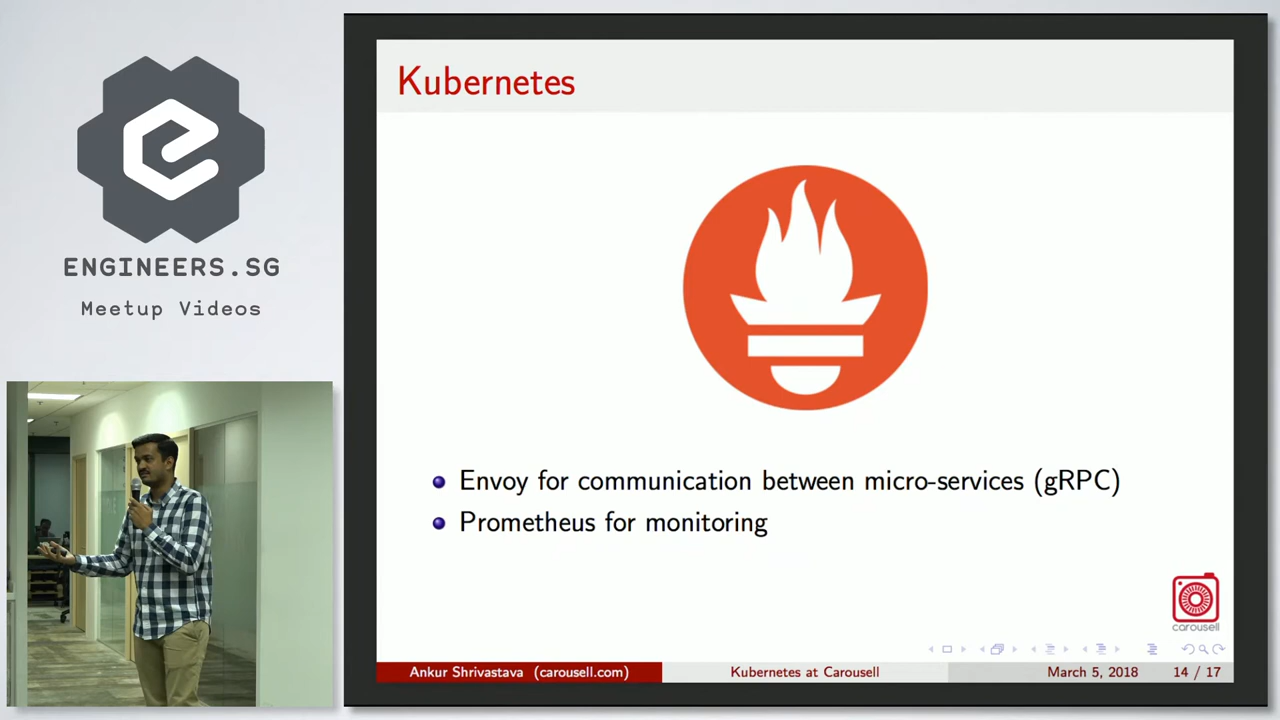 ENGINEERS.SG
Meetup Videos
Kubernetes
Envoy for communication between micro-services (gRPC)
Prometheus for monitoring
carousell
Ankur Shrivastava (carousell.com)
Kubernetes at Carousell
March 5, 2018
14 / 17